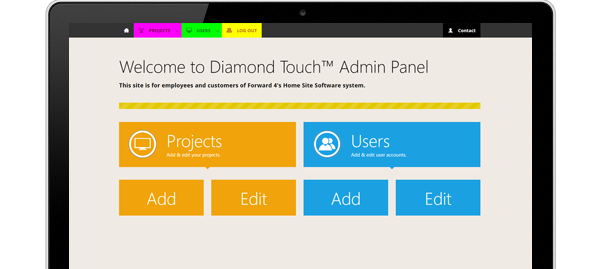 PROJECTS USERS LOG OUT Contact
Welcome to Diamond Touch™ Admin Panel
This site is for employees and customers of Forward 4's Home Site Software system.
Projects
Add & edit your projects.
Users
Add & edit user accounts.
Add Edit Add Edit